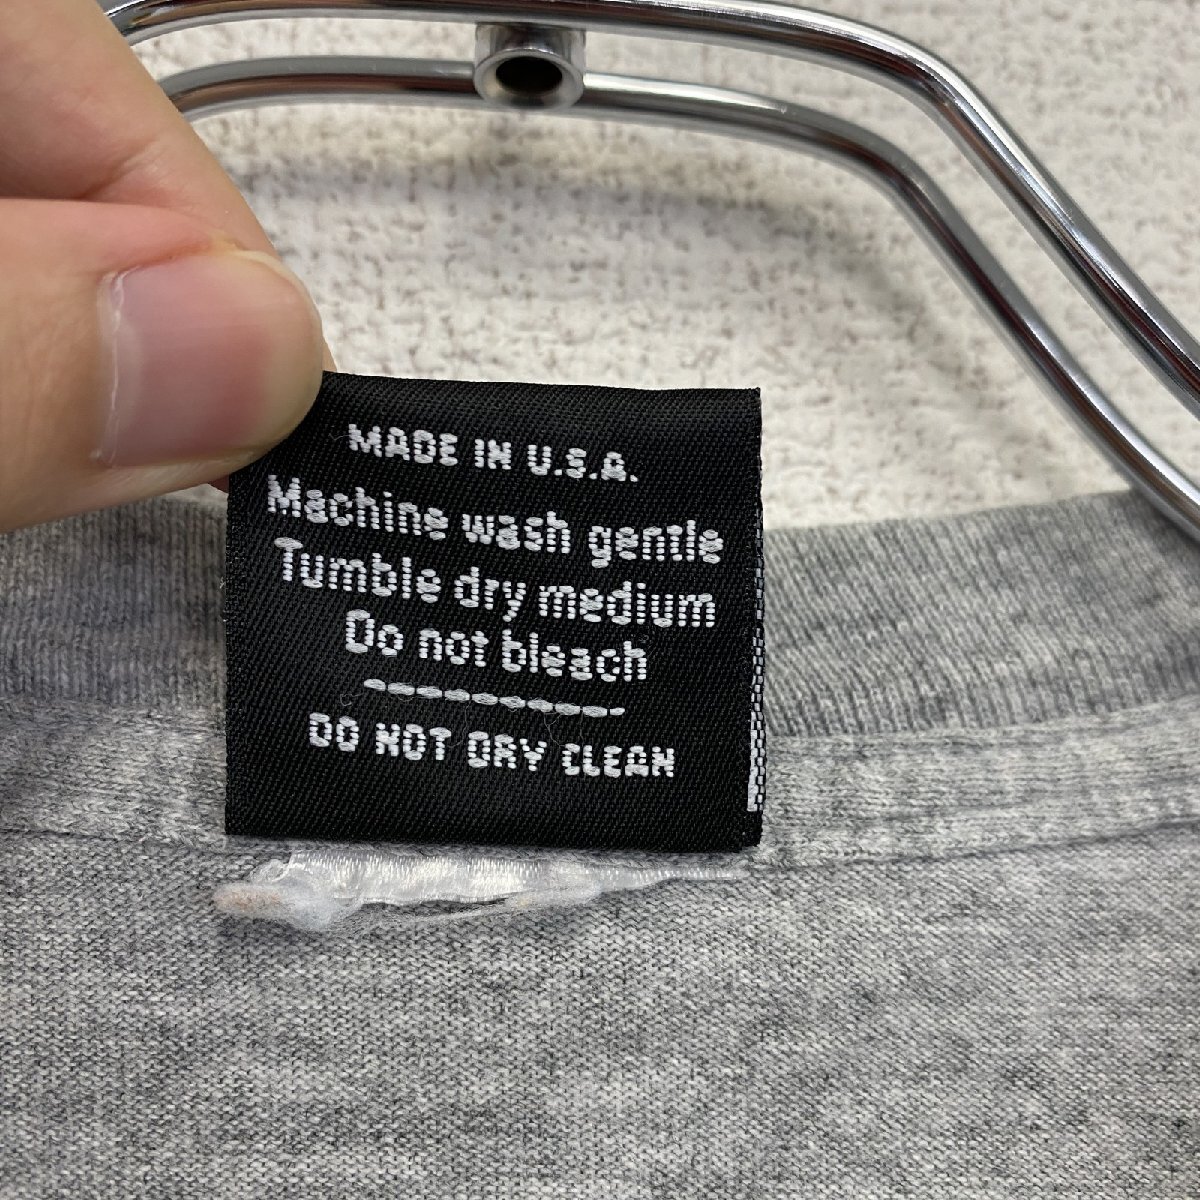 MADE IN U.S.A.
Machine wash gentle
Tumble dry medium
Do not bleach
DO NOT DRY CLEAN